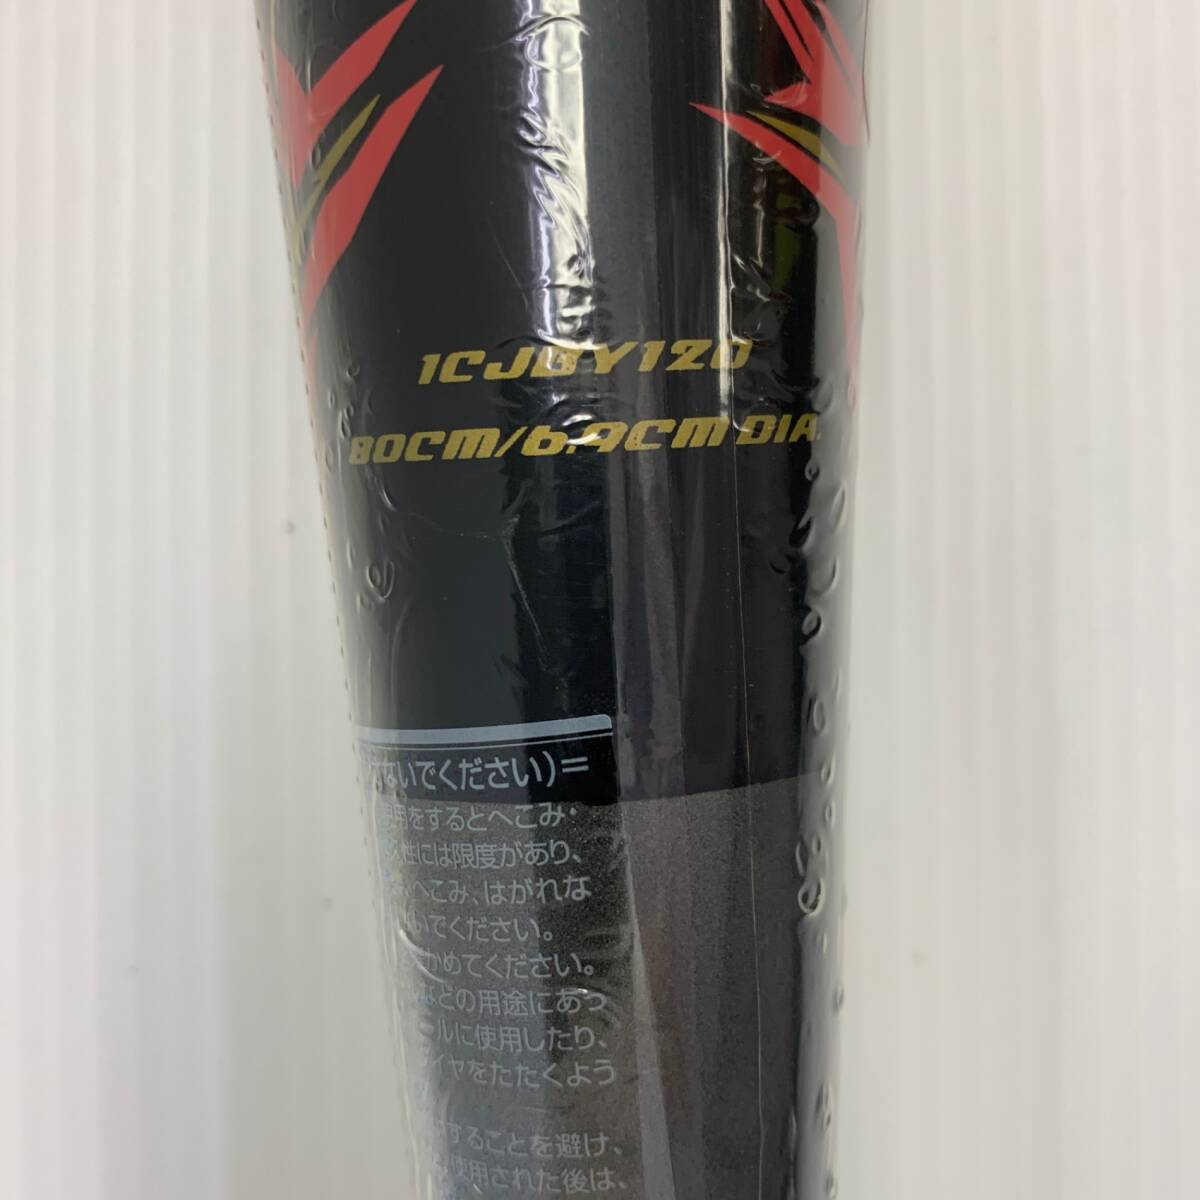 1CJBY120
80CM/6.9CM DIA.
ないでください)=
使用をするとへこみ・
久性には限度があり、
へこみ、はがれな
いでください。
かめてください。
などの用途にあっ
ールに使用したり、
イヤをたたくよう
することを避け、
使用された後は、